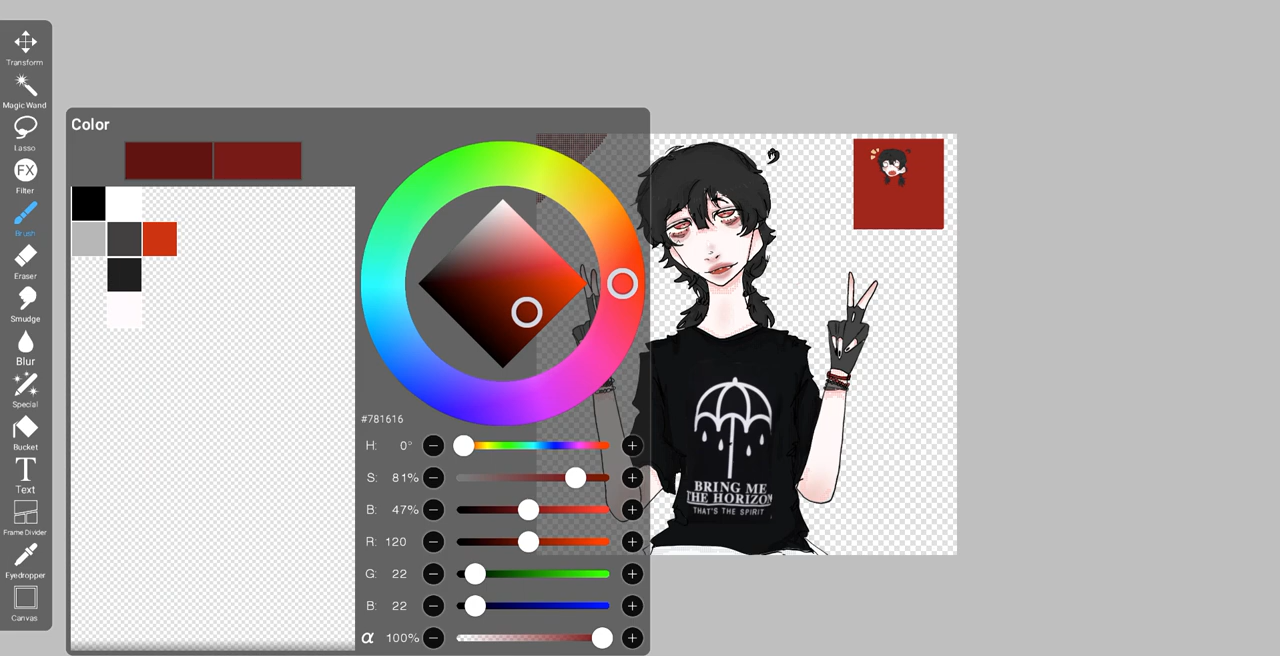 Transform
Magic Wand
Lasso
FX
Filter
Brush
Eraser
Smudge
Blur
Special
Bucket
T
Text
Frame Divider
Eyedropper
Canvas
Color
#781616
H: 0°
S: 81%
B: 47%
R: 120
G: 22
B: 22
α 100%
BRING ME
THE HORIZON
THAT'S THE SPIRIT